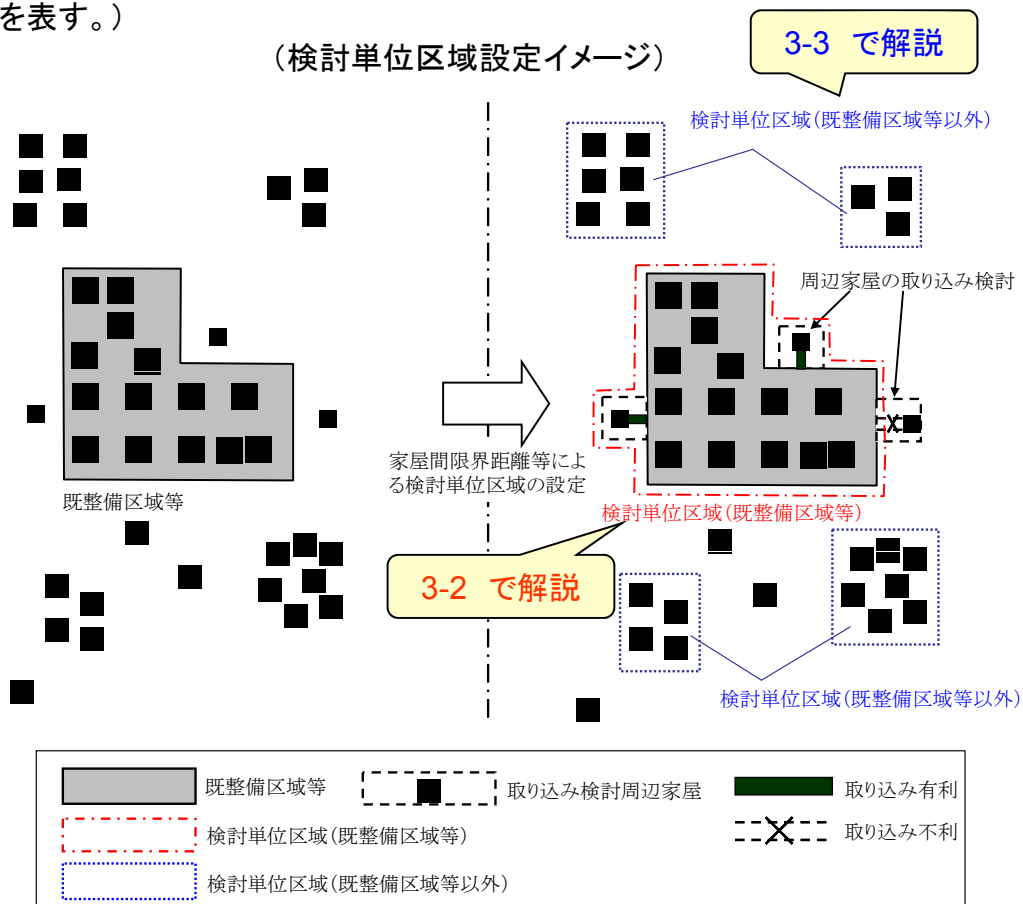 を表す。)
(検討単位区域設定イメージ)
3-3 で解説
検討単位区域(既整備区域等以外)
周辺家屋の取り込み検討
家屋間限界距離等によ
る検討単位区域の設定
既整備区域等
検討単位区域(既整備区域等)
3-2 で解説
検討単位区域(既整備区域等以外)
既整備区域等
取り込み検討周辺家屋
取り込み有利
検討単位区域(既整備区域等)
取り込み不利
検討単位区域(既整備区域等以外)